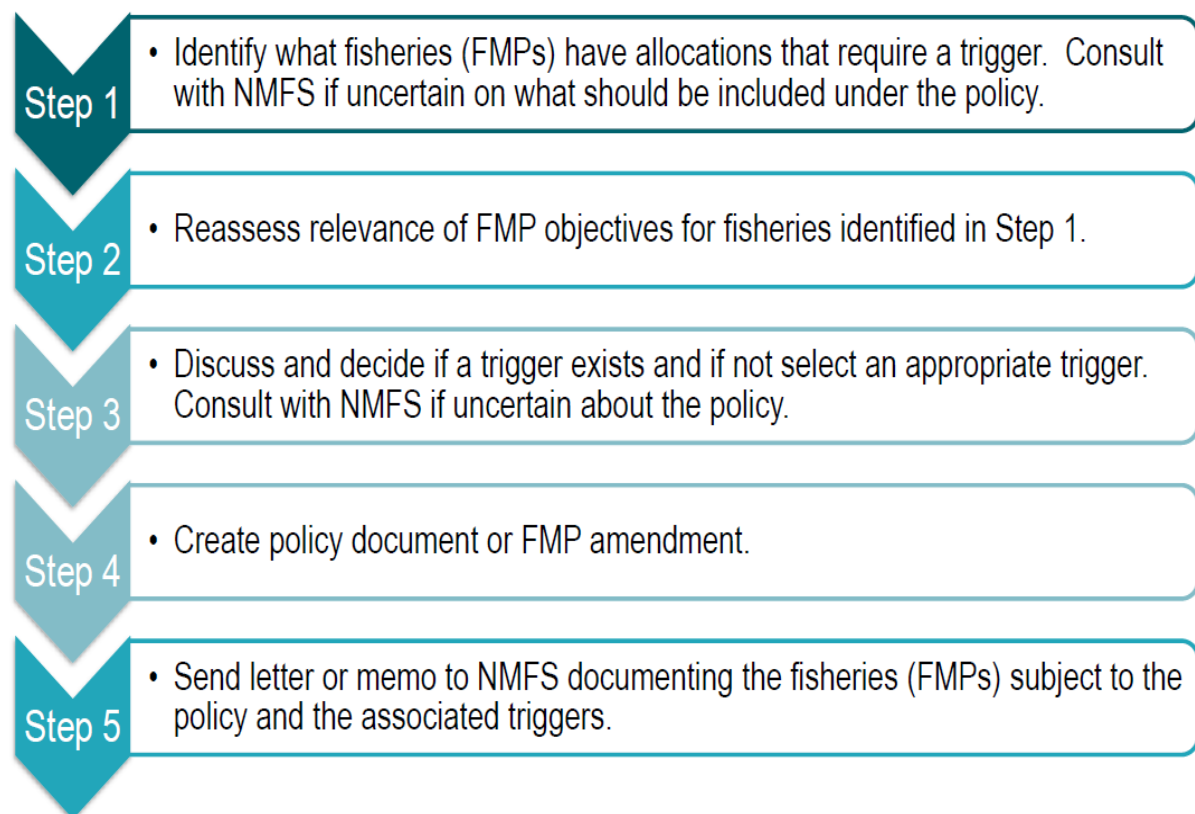 Step 1
• Identify what fisheries (FMPs) have allocations that require a trigger.  Consult
with NMFS if uncertain on what should be included under the policy.
Step 2
• Reassess relevance of FMP objectives for fisheries identified in Step 1.
Step 3
• Discuss and decide if a trigger exists and if not select an appropriate trigger.
Consult with NMFS if uncertain about the policy.
Step 4
• Create policy document or FMP amendment.
Step 5
• Send letter or memo to NMFS documenting the fisheries (FMPs) subject to the
policy and the associated triggers.